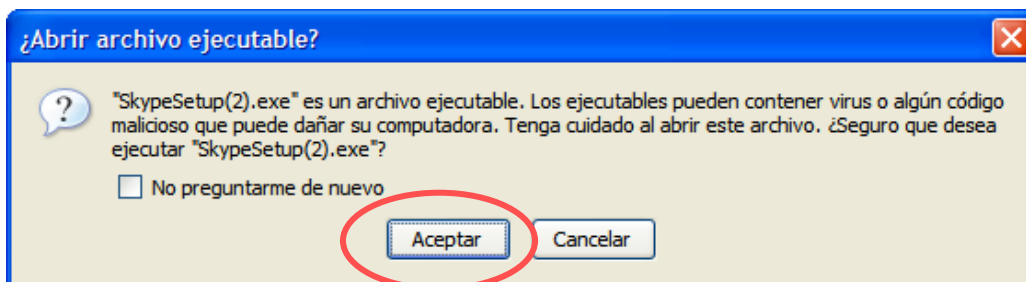 ¿Abrir archivo ejecutable?
"SkypeSetup(2).exe" es un archivo ejecutable. Los ejecutables pueden contener virus o algún código
malicioso que puede dañar su computadora. Tenga cuidado al abrir este archivo. ¿Seguro que desea
ejecutar "SkypeSetup(2).exe"?
No preguntarme de nuevo
Aceptar Cancelar